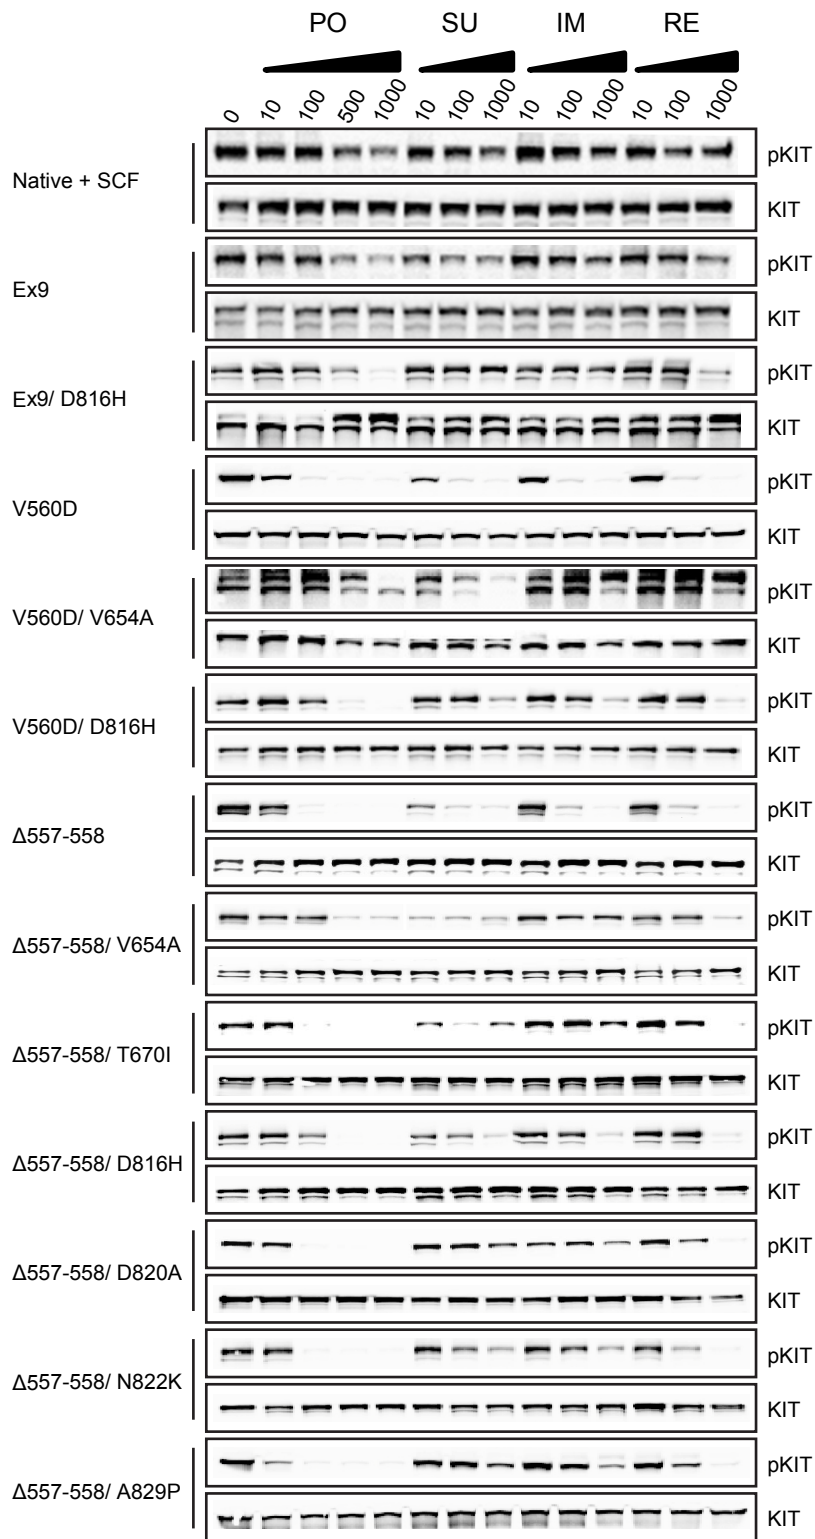 PO SU IM RE
0 10 100 500 1000 10 100 1000 10 100 1000 10 100 1000
Native + SCF
pKIT
KIT
Ex9
pKIT
KIT
Ex9/ D816H
pKIT
KIT
V560D
pKIT
KIT
V560D/ V654A
pKIT
KIT
V560D/ D816H
pKIT
KIT
Δ557-558
pKIT
KIT
Δ557-558/ V654A
pKIT
KIT
Δ557-558/ T670I
pKIT
KIT
Δ557-558/ D816H
pKIT
KIT
Δ557-558/ D820A
pKIT
KIT
Δ557-558/ N822K
pKIT
KIT
Δ557-558/ A829P
pKIT
KIT